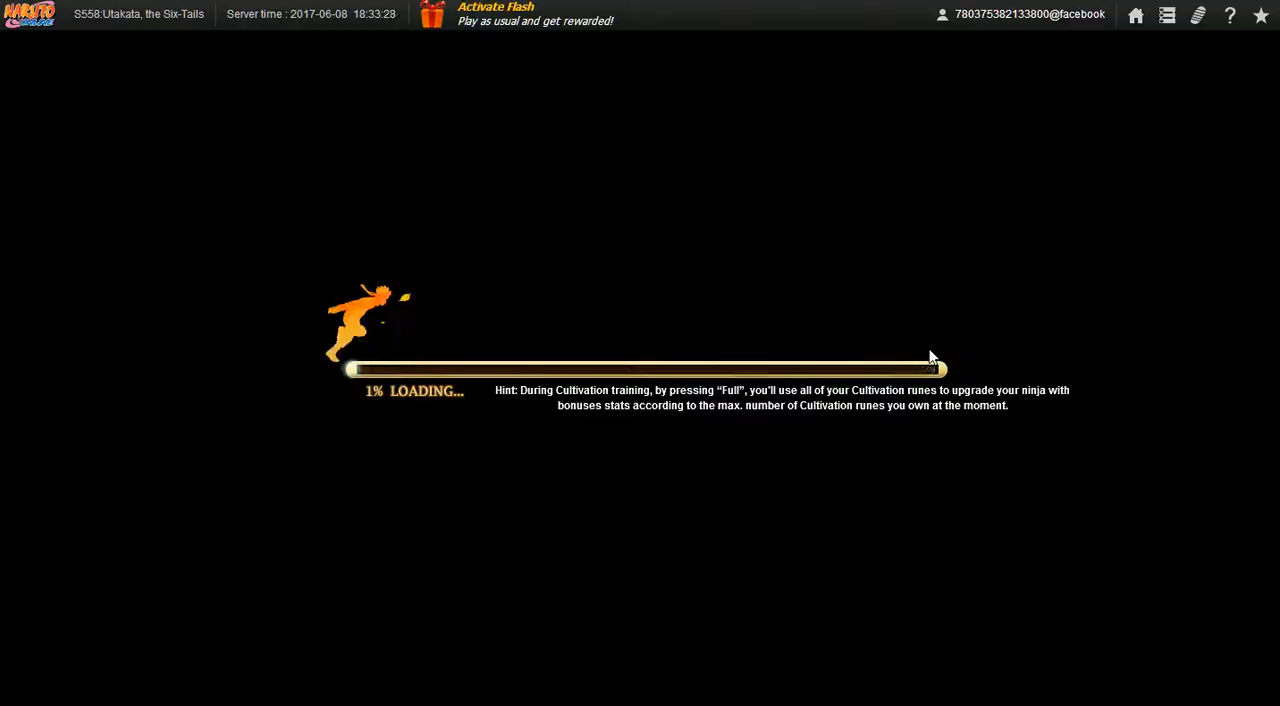 NARUTO
ONLINE
S558:Utakata, the Six-Tails
Server time : 2017-06-08 18:33:28
Activate Flash
Play as usual and get rewarded!
780375382133800@facebook
?
1% LOADING...
Hint: During Cultivation training, by pressing “Full”, you'll use all of your Cultivation runes to upgrade your ninja with
bonuses stats according to the max. number of Cultivation runes you own at the moment.